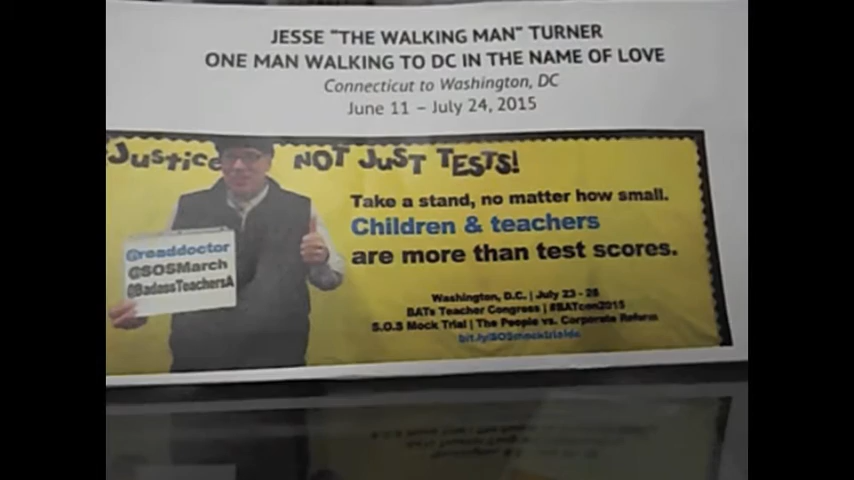 JESSE "THE WALKING MAN" TURNER
ONE MAN WALKING TO DC IN THE NAME OF LOVE
Connecticut to Washington, DC
June 11 – July 24, 2015
Justice NOT JUST TESTS!
Take a stand, no matter how small.
Children & teachers
are more than test scores.
@readdoctor
@SOSMarch
@BadassTeachersA
Washington, D.C. | July 23 - 26
BATs Teacher Congress | #BATcon2015
S.O.S Mock Trial | The People vs. Corporate Reform